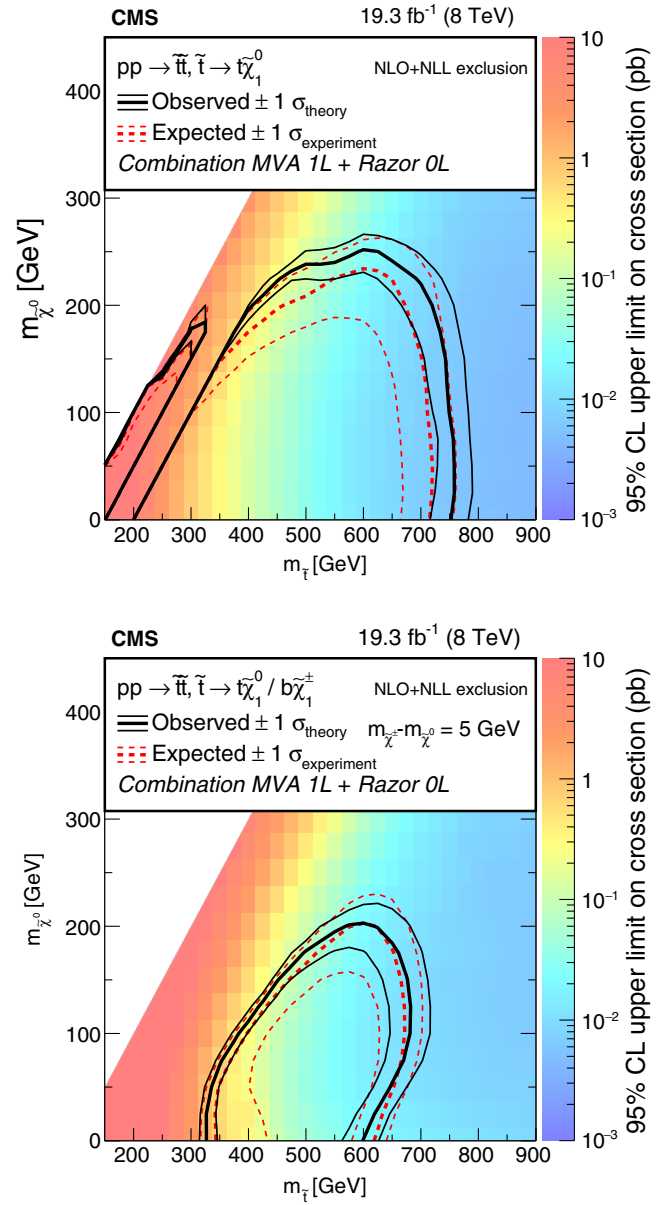 CMS 19.3 fb⁻¹ (8 TeV)
pp → t̃t̃, t̃ → tχ̃₁⁰ NLO+NLL exclusion
Observed ± 1 σ_theory
Expected ± 1 σ_experiment
Combination MVA 1L + Razor 0L
m_χ̃⁰ [GeV]
400
300
200
100
0
200 300 400 500 600 700 800 900
m_t̃ [GeV]
10
1
10⁻¹
10⁻²
10⁻³
95% CL upper limit on cross section (pb)
CMS 19.3 fb⁻¹ (8 TeV)
pp → t̃t̃, t̃ → tχ̃₁⁰ / bχ̃₁± NLO+NLL exclusion
Observed ± 1 σ_theory m_χ̃±-m_χ̃⁰ = 5 GeV
Expected ± 1 σ_experiment
Combination MVA 1L + Razor 0L
m_χ̃⁰ [GeV]
400
300
200
100
0
200 300 400 500 600 700 800 900
m_t̃ [GeV]
10
1
10⁻¹
10⁻²
10⁻³
95% CL upper limit on cross section (pb)